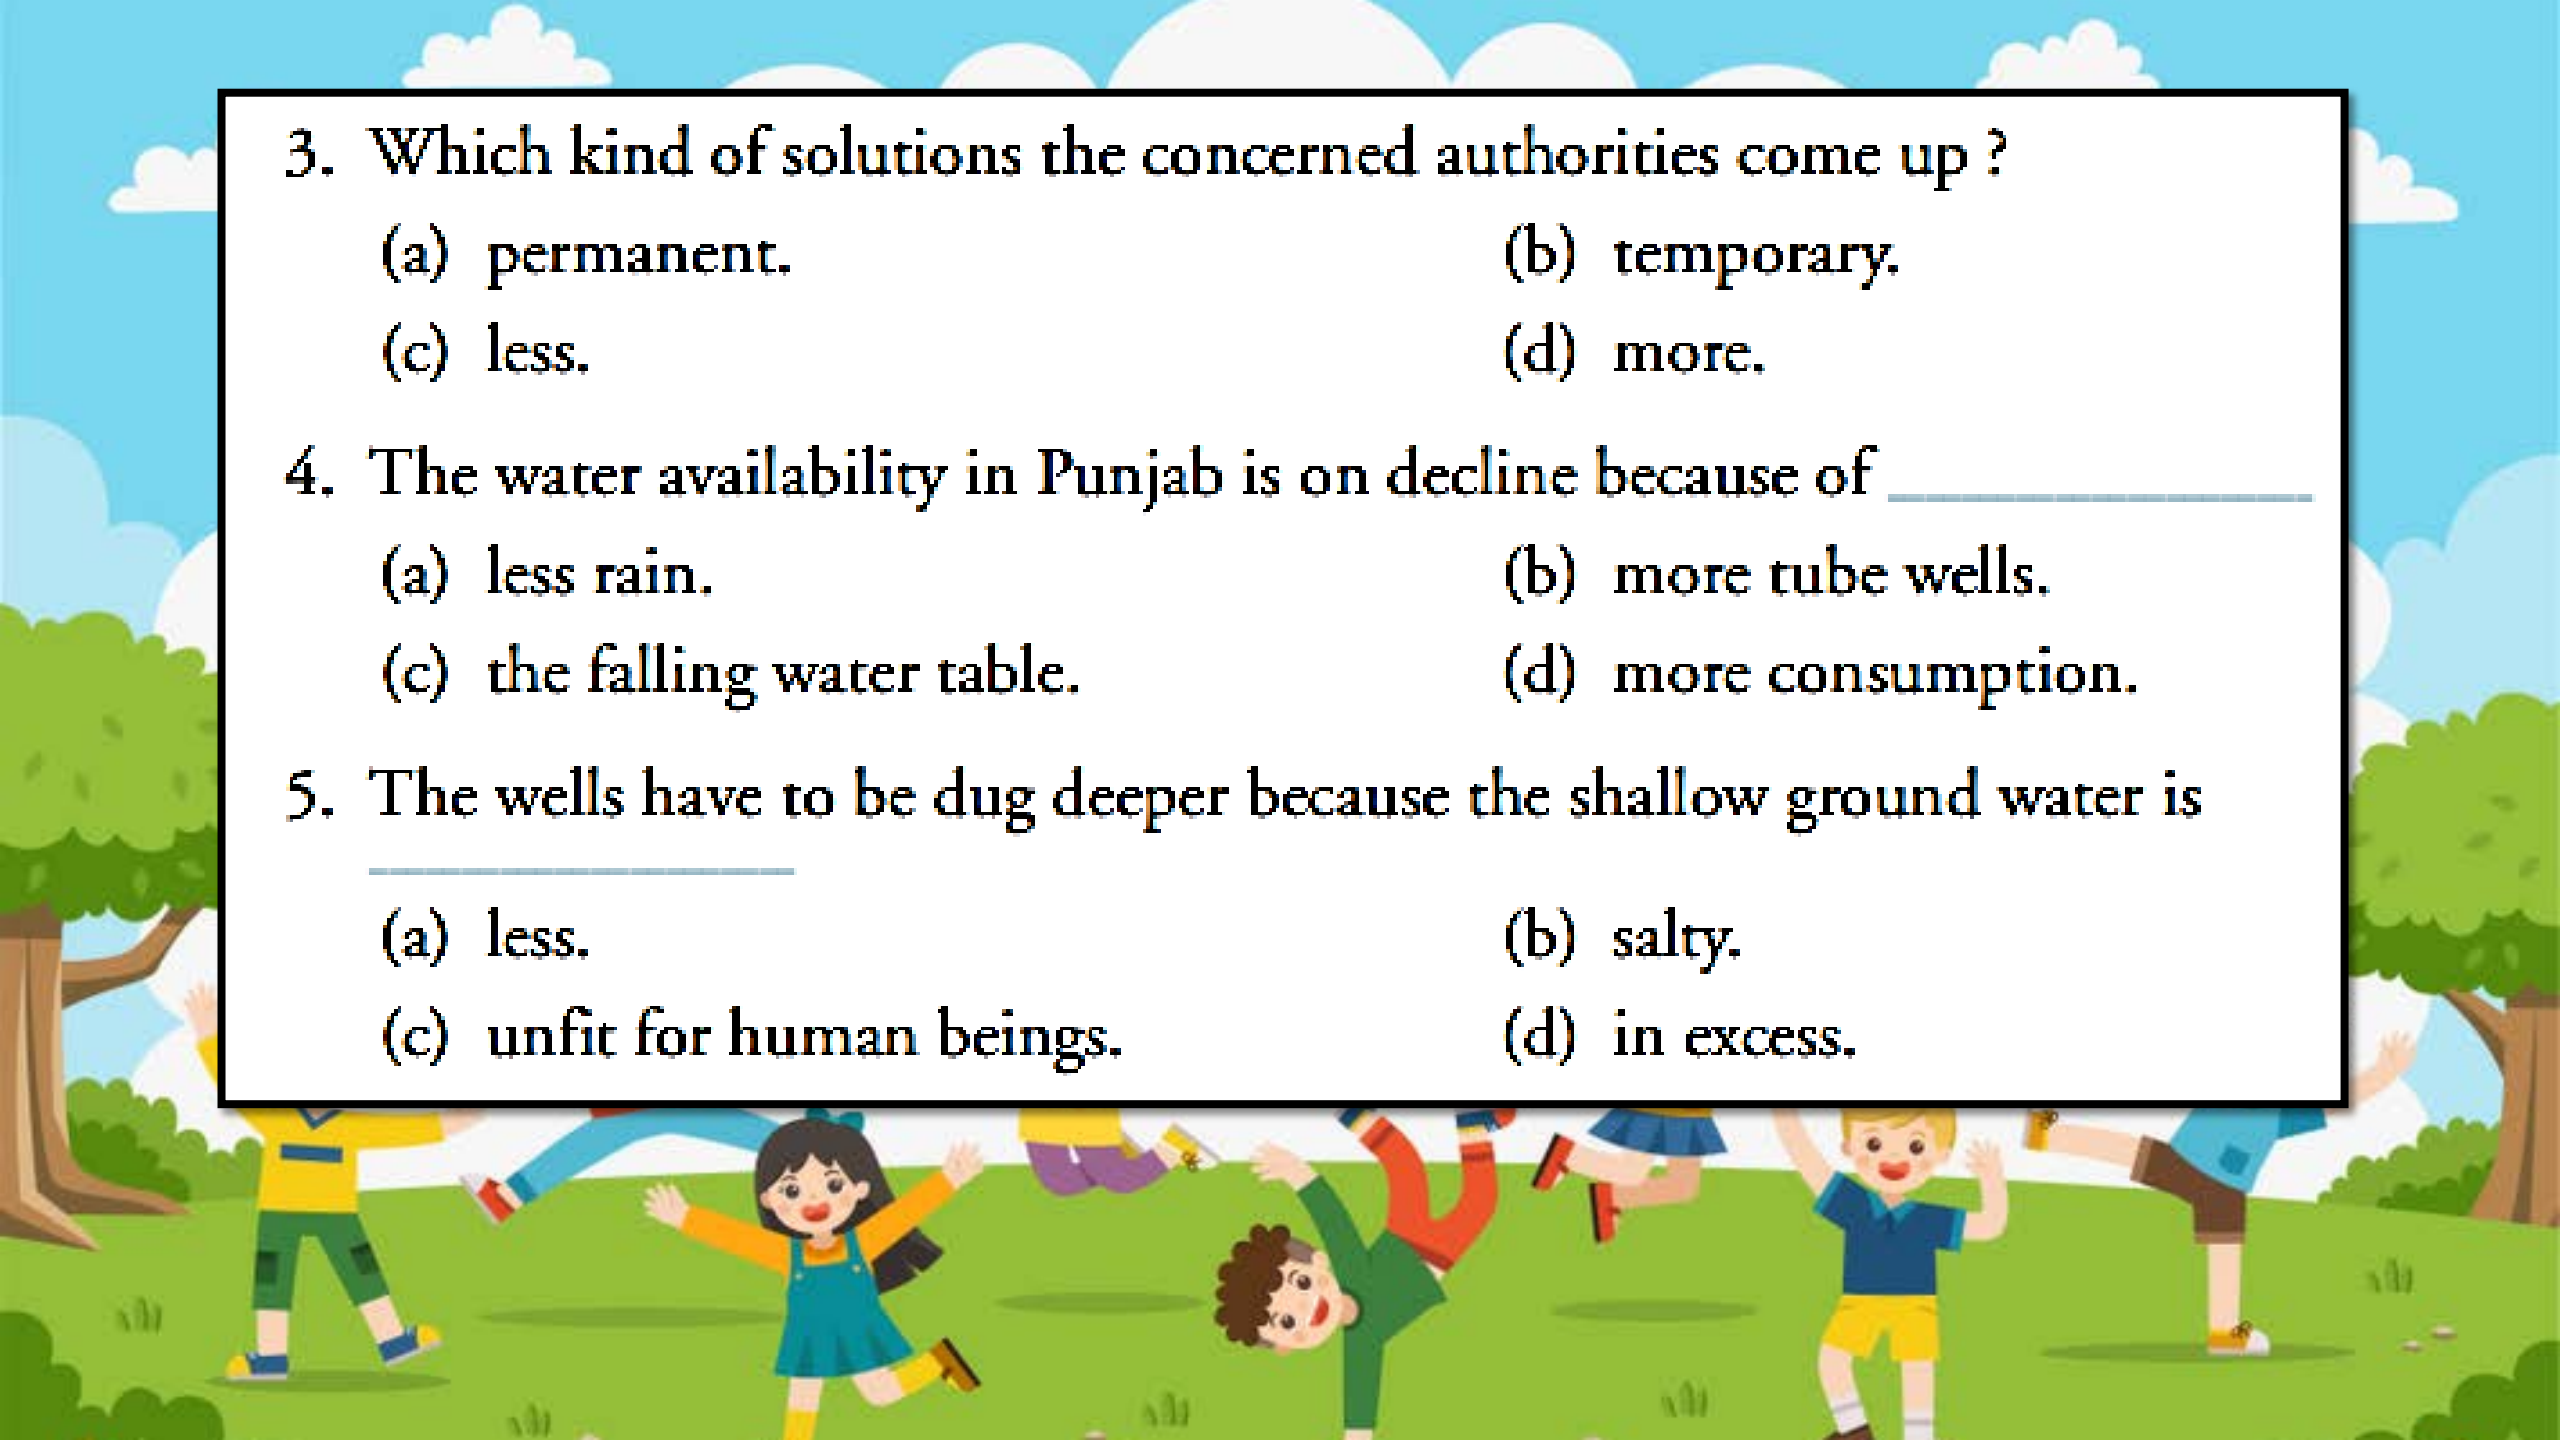 3. Which kind of solutions the concerned authorities come up ?
(a) permanent. (b) temporary.
(c) less. (d) more.
4. The water availability in Punjab is on decline because of ____________
(a) less rain. (b) more tube wells.
(c) the falling water table. (d) more consumption.
5. The wells have to be dug deeper because the shallow ground water is
____________
(a) less. (b) salty.
(c) unfit for human beings. (d) in excess.